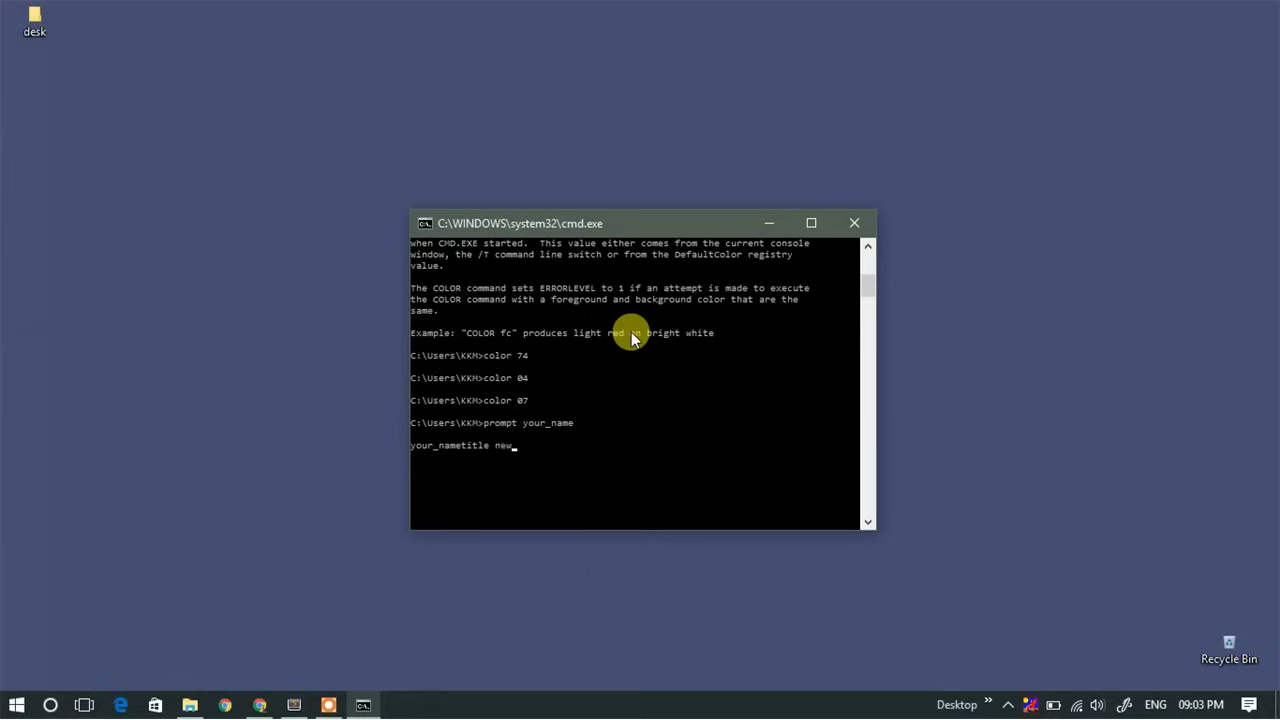 desk
C:\WINDOWS\system32\cmd.exe
when CMD.EXE started.  This value either comes from the current console
window, the /T command line switch or from the DefaultColor registry
value.
The COLOR command sets ERRORLEVEL to 1 if an attempt is made to execute
the COLOR command with a foreground and background color that are the
same.
Example: "COLOR fc" produces light red on bright white
C:\Users\KKM>color 74
C:\Users\KKM>color 04
C:\Users\KKM>color 07
C:\Users\KKM>prompt your_name
your_nametitle new
Recycle Bin
Desktop
ENG
09:03 PM